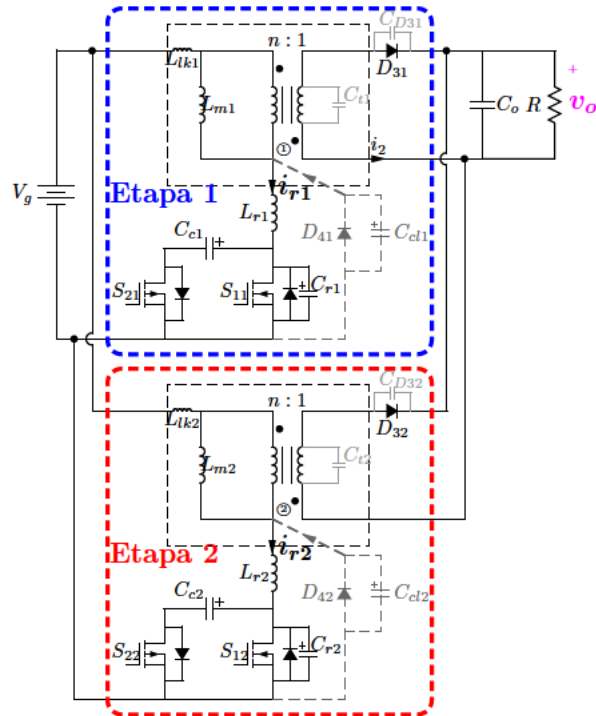 C_{D31}
n : 1
L_{lk1}
D_{31}
+
L_{m1}
C_{t1}
C_o
R
v_o
①
i_2
Etapa 1
i_{r1}
V_g
L_{r1}
D_{41}
C_{cl1}
C_{c1}
+
+
S_{21}
S_{11}
+
C_{r1}
C_{D32}
n : 1
L_{lk2}
D_{32}
L_{m2}
C_{t2}
②
Etapa 2
i_{r2}
L_{r2}
D_{42}
C_{cl2}
C_{c2}
+
+
S_{22}
S_{12}
+
C_{r2}